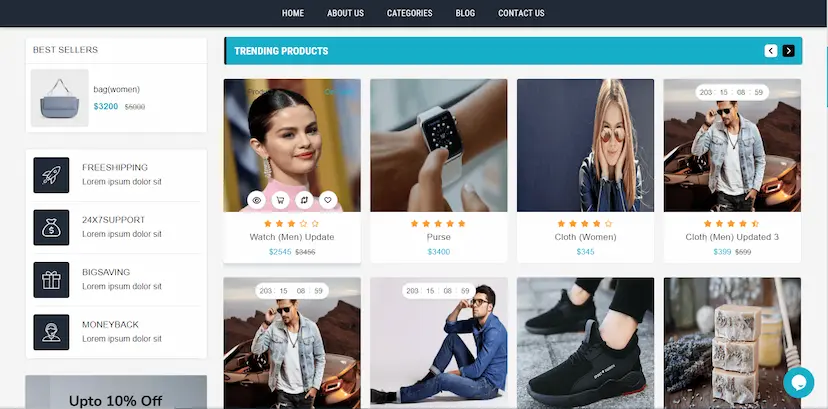 HOME ABOUT US CATEGORIES BLOG CONTACT US
BEST SELLERS
bag(women)
$3200 $5000
FREESHIPPING
Lorem ipsum dolor sit
24X7SUPPORT
Lorem ipsum dolor sit
BIGSAVING
Lorem ipsum dolor sit
MONEYBACK
Lorem ipsum dolor sit
Upto 10% Off
TRENDING PRODUCTS
Watch (Men) Update
$2545 $3456
Purse
$3400
Cloth (Women)
$345
203 : 15 : 08 : 59
Cloth (Men) Updated 3
$399 $599
203 : 15 : 08 : 59
203 : 15 : 08 : 59